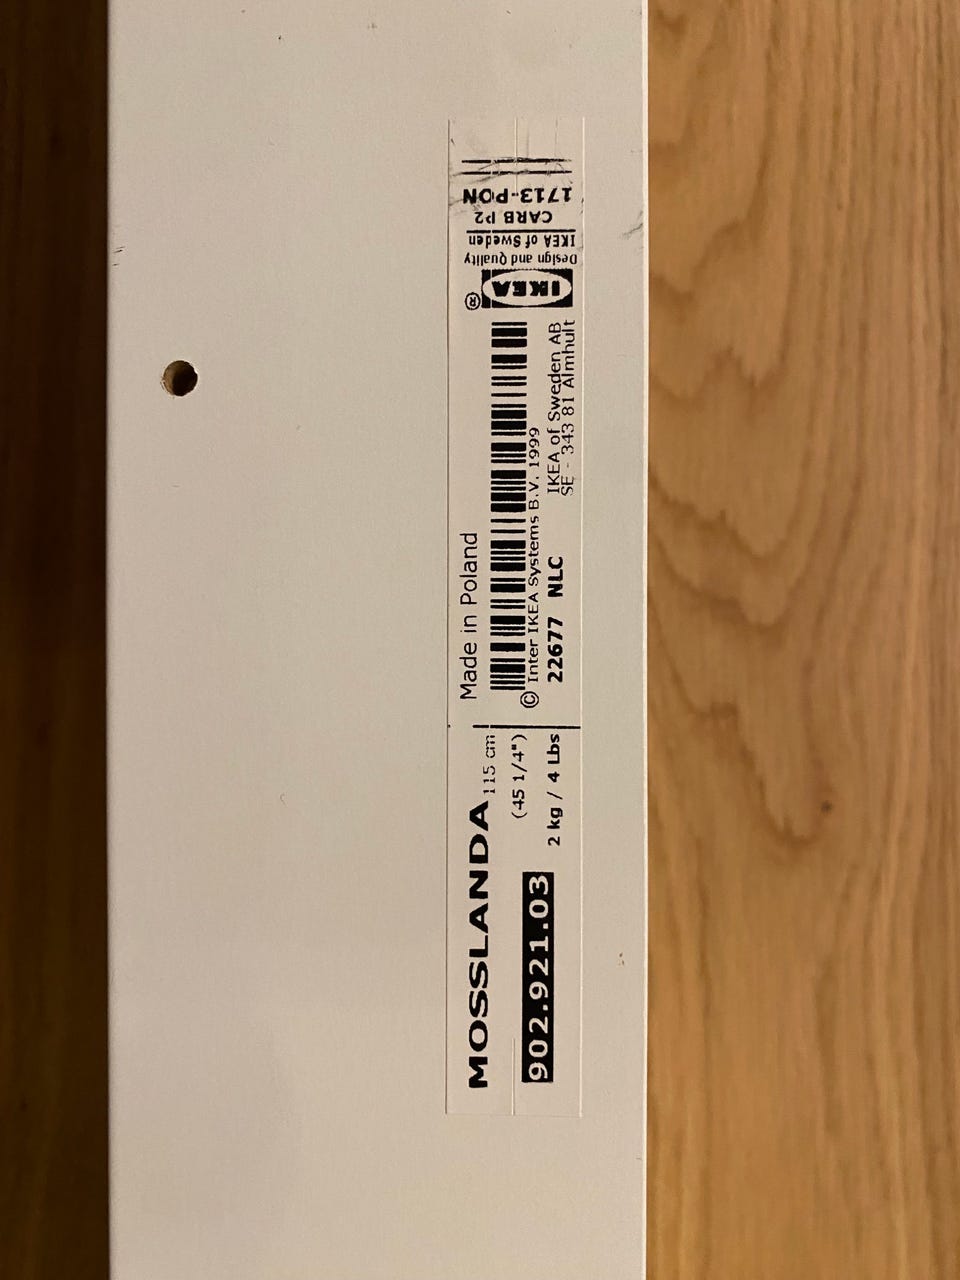 MOSSLANDA
115 cm
(45 1/4")
902.921.03
2 kg / 4 Lbs
Made in Poland
© Inter IKEA Systems B.V. 1999
22677 NLC
IKEA of Sweden AB
SE - 343 81 Älmhult
IKEA®
Design and Quality
IKEA of Sweden
CARB P2
1713-PON